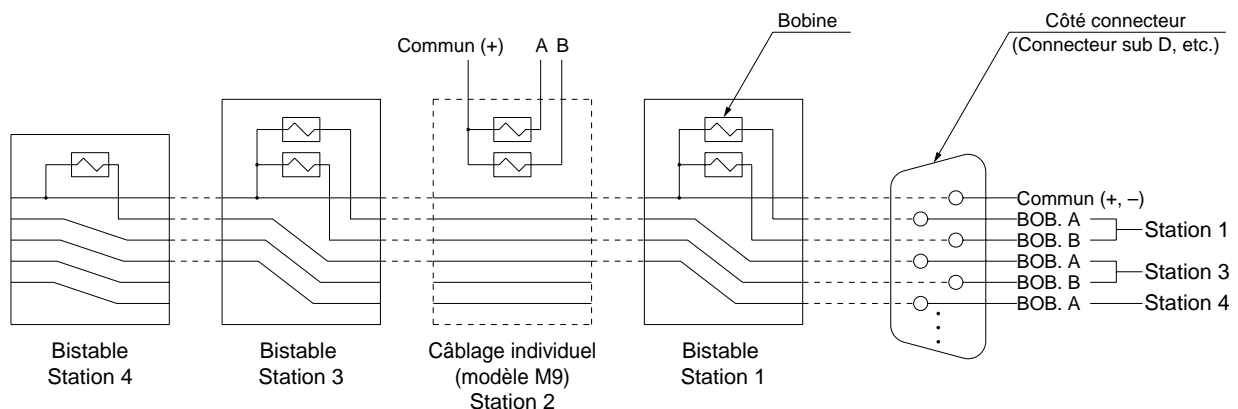 Bobine
Côté connecteur
(Connecteur sub D, etc.)
Commun (+) A B
Commun (+, –)
BOB. A
BOB. B
Station 1
BOB. A
BOB. B
Station 3
BOB. A
Station 4
Bistable
Station 4
Bistable
Station 3
Câblage individuel
(modèle M9)
Station 2
Bistable
Station 1